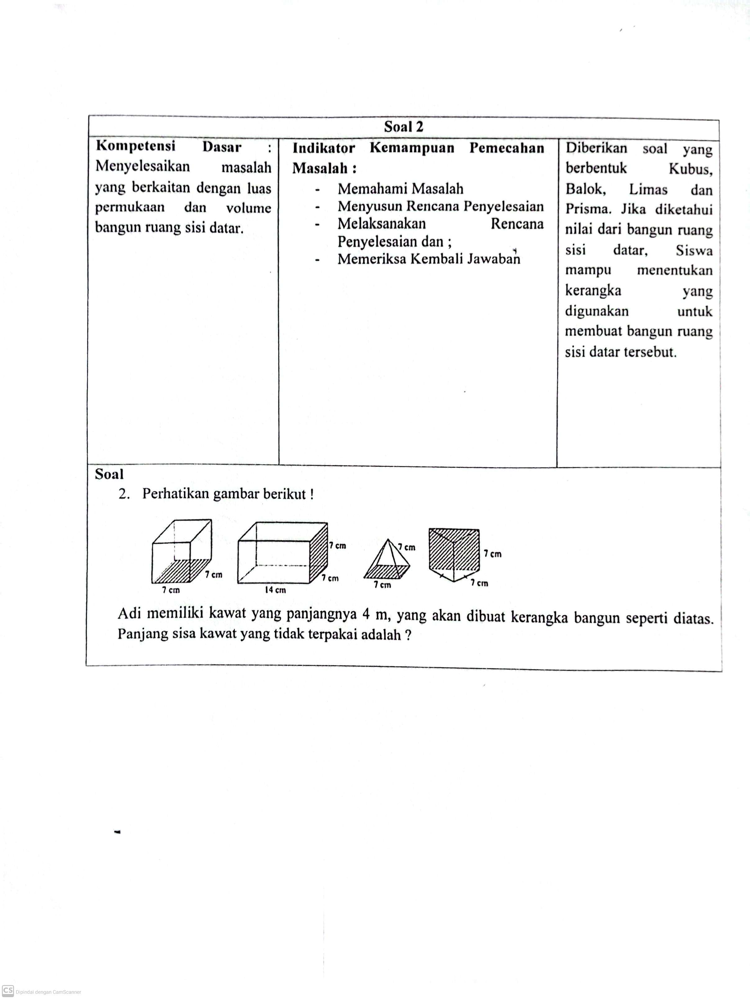 Soal 2
Kompetensi Dasar :
Menyelesaikan masalah
yang berkaitan dengan luas
permukaan dan volume
bangun ruang sisi datar.
Indikator Kemampuan Pemecahan
Masalah :
- Memahami Masalah
- Menyusun Rencana Penyelesaian
- Melaksanakan Rencana
Penyelesaian dan ;
- Memeriksa Kembali Jawaban
Diberikan soal yang
berbentuk Kubus,
Balok, Limas dan
Prisma. Jika diketahui
nilai dari bangun ruang
sisi datar, Siswa
mampu menentukan
kerangka yang
digunakan untuk
membuat bangun ruang
sisi datar tersebut.
Soal
2. Perhatikan gambar berikut !
7 cm
7 cm
7 cm
7 cm
14 cm
7 cm
7 cm
7 cm
7 cm
Adi memiliki kawat yang panjangnya 4 m, yang akan dibuat kerangka bangun seperti diatas.
Panjang sisa kawat yang tidak terpakai adalah ?
CS Dipindai dengan CamScanner